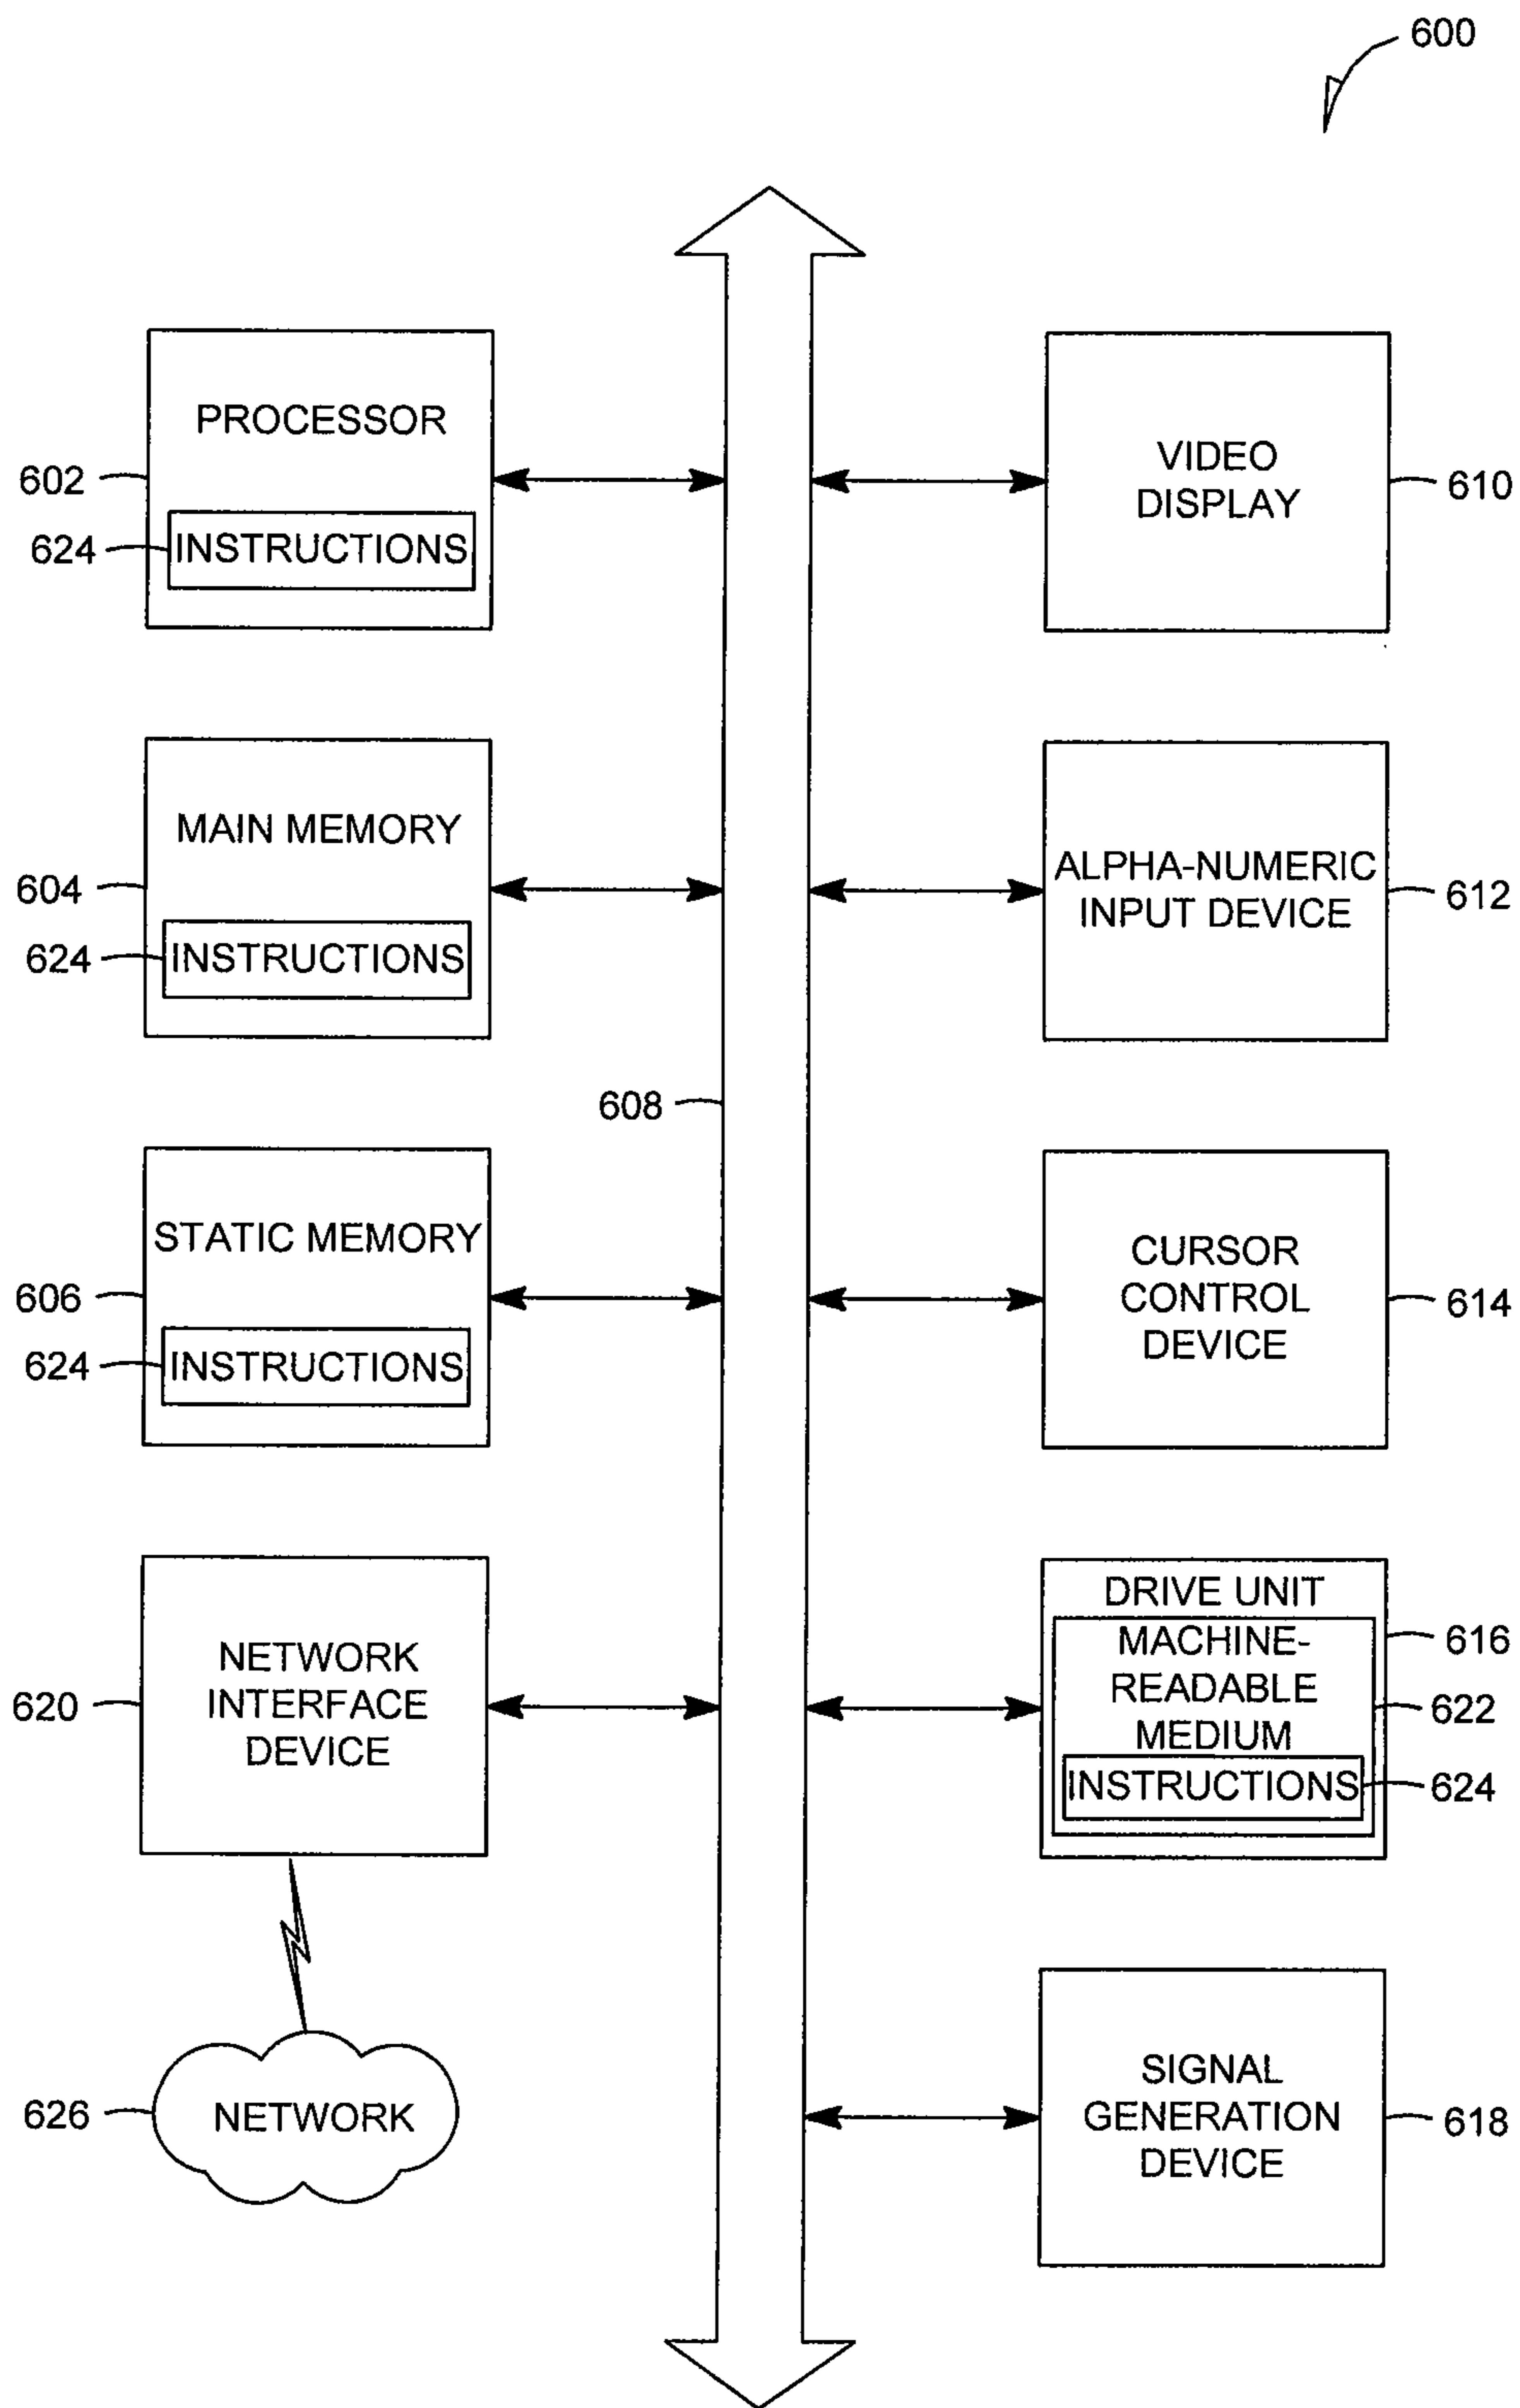 600
PROCESSOR
602
624
INSTRUCTIONS
VIDEO
DISPLAY
610
MAIN MEMORY
604
624
INSTRUCTIONS
ALPHA-NUMERIC
INPUT DEVICE
612
608
STATIC MEMORY
606
624
INSTRUCTIONS
CURSOR
CONTROL
DEVICE
614
NETWORK
INTERFACE
DEVICE
620
DRIVE UNIT
616
MACHINE-
READABLE
MEDIUM
622
INSTRUCTIONS
624
626
NETWORK
SIGNAL
GENERATION
DEVICE
618